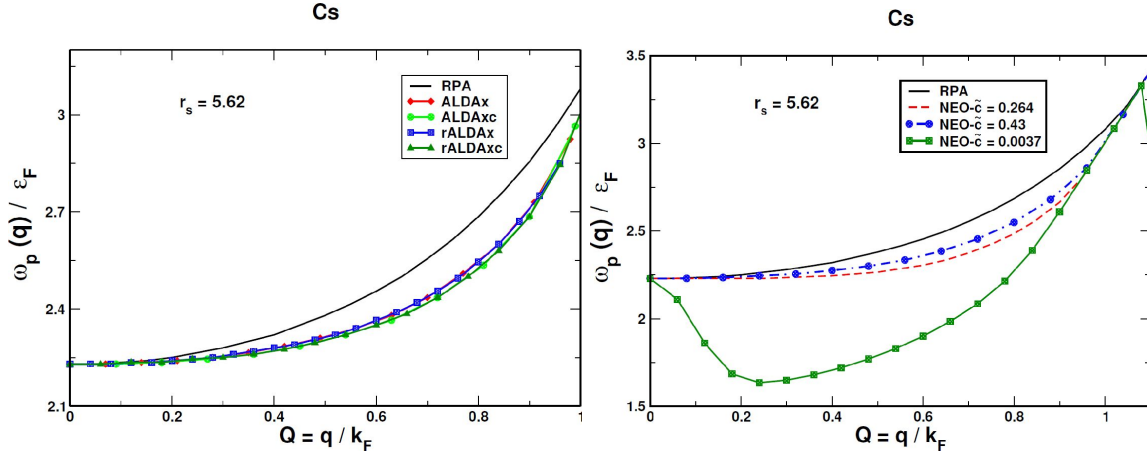 Cs
r_s = 5.62
RPA
ALDAx
ALDAxc
rALDAx
rALDAxc
ω_p(q) / ε_F
3
2.7
2.4
2.1
0 0.2 0.4 0.6 0.8 1
Q = q / k_F
Cs
r_s = 5.62
RPA
NEO-c̃ = 0.264
NEO-c̃ = 0.43
NEO-c̃ = 0.0037
ω_p(q) / ε_F
3.5
3
2.5
2
1.5
0 0.2 0.4 0.6 0.8 1
Q = q / k_F